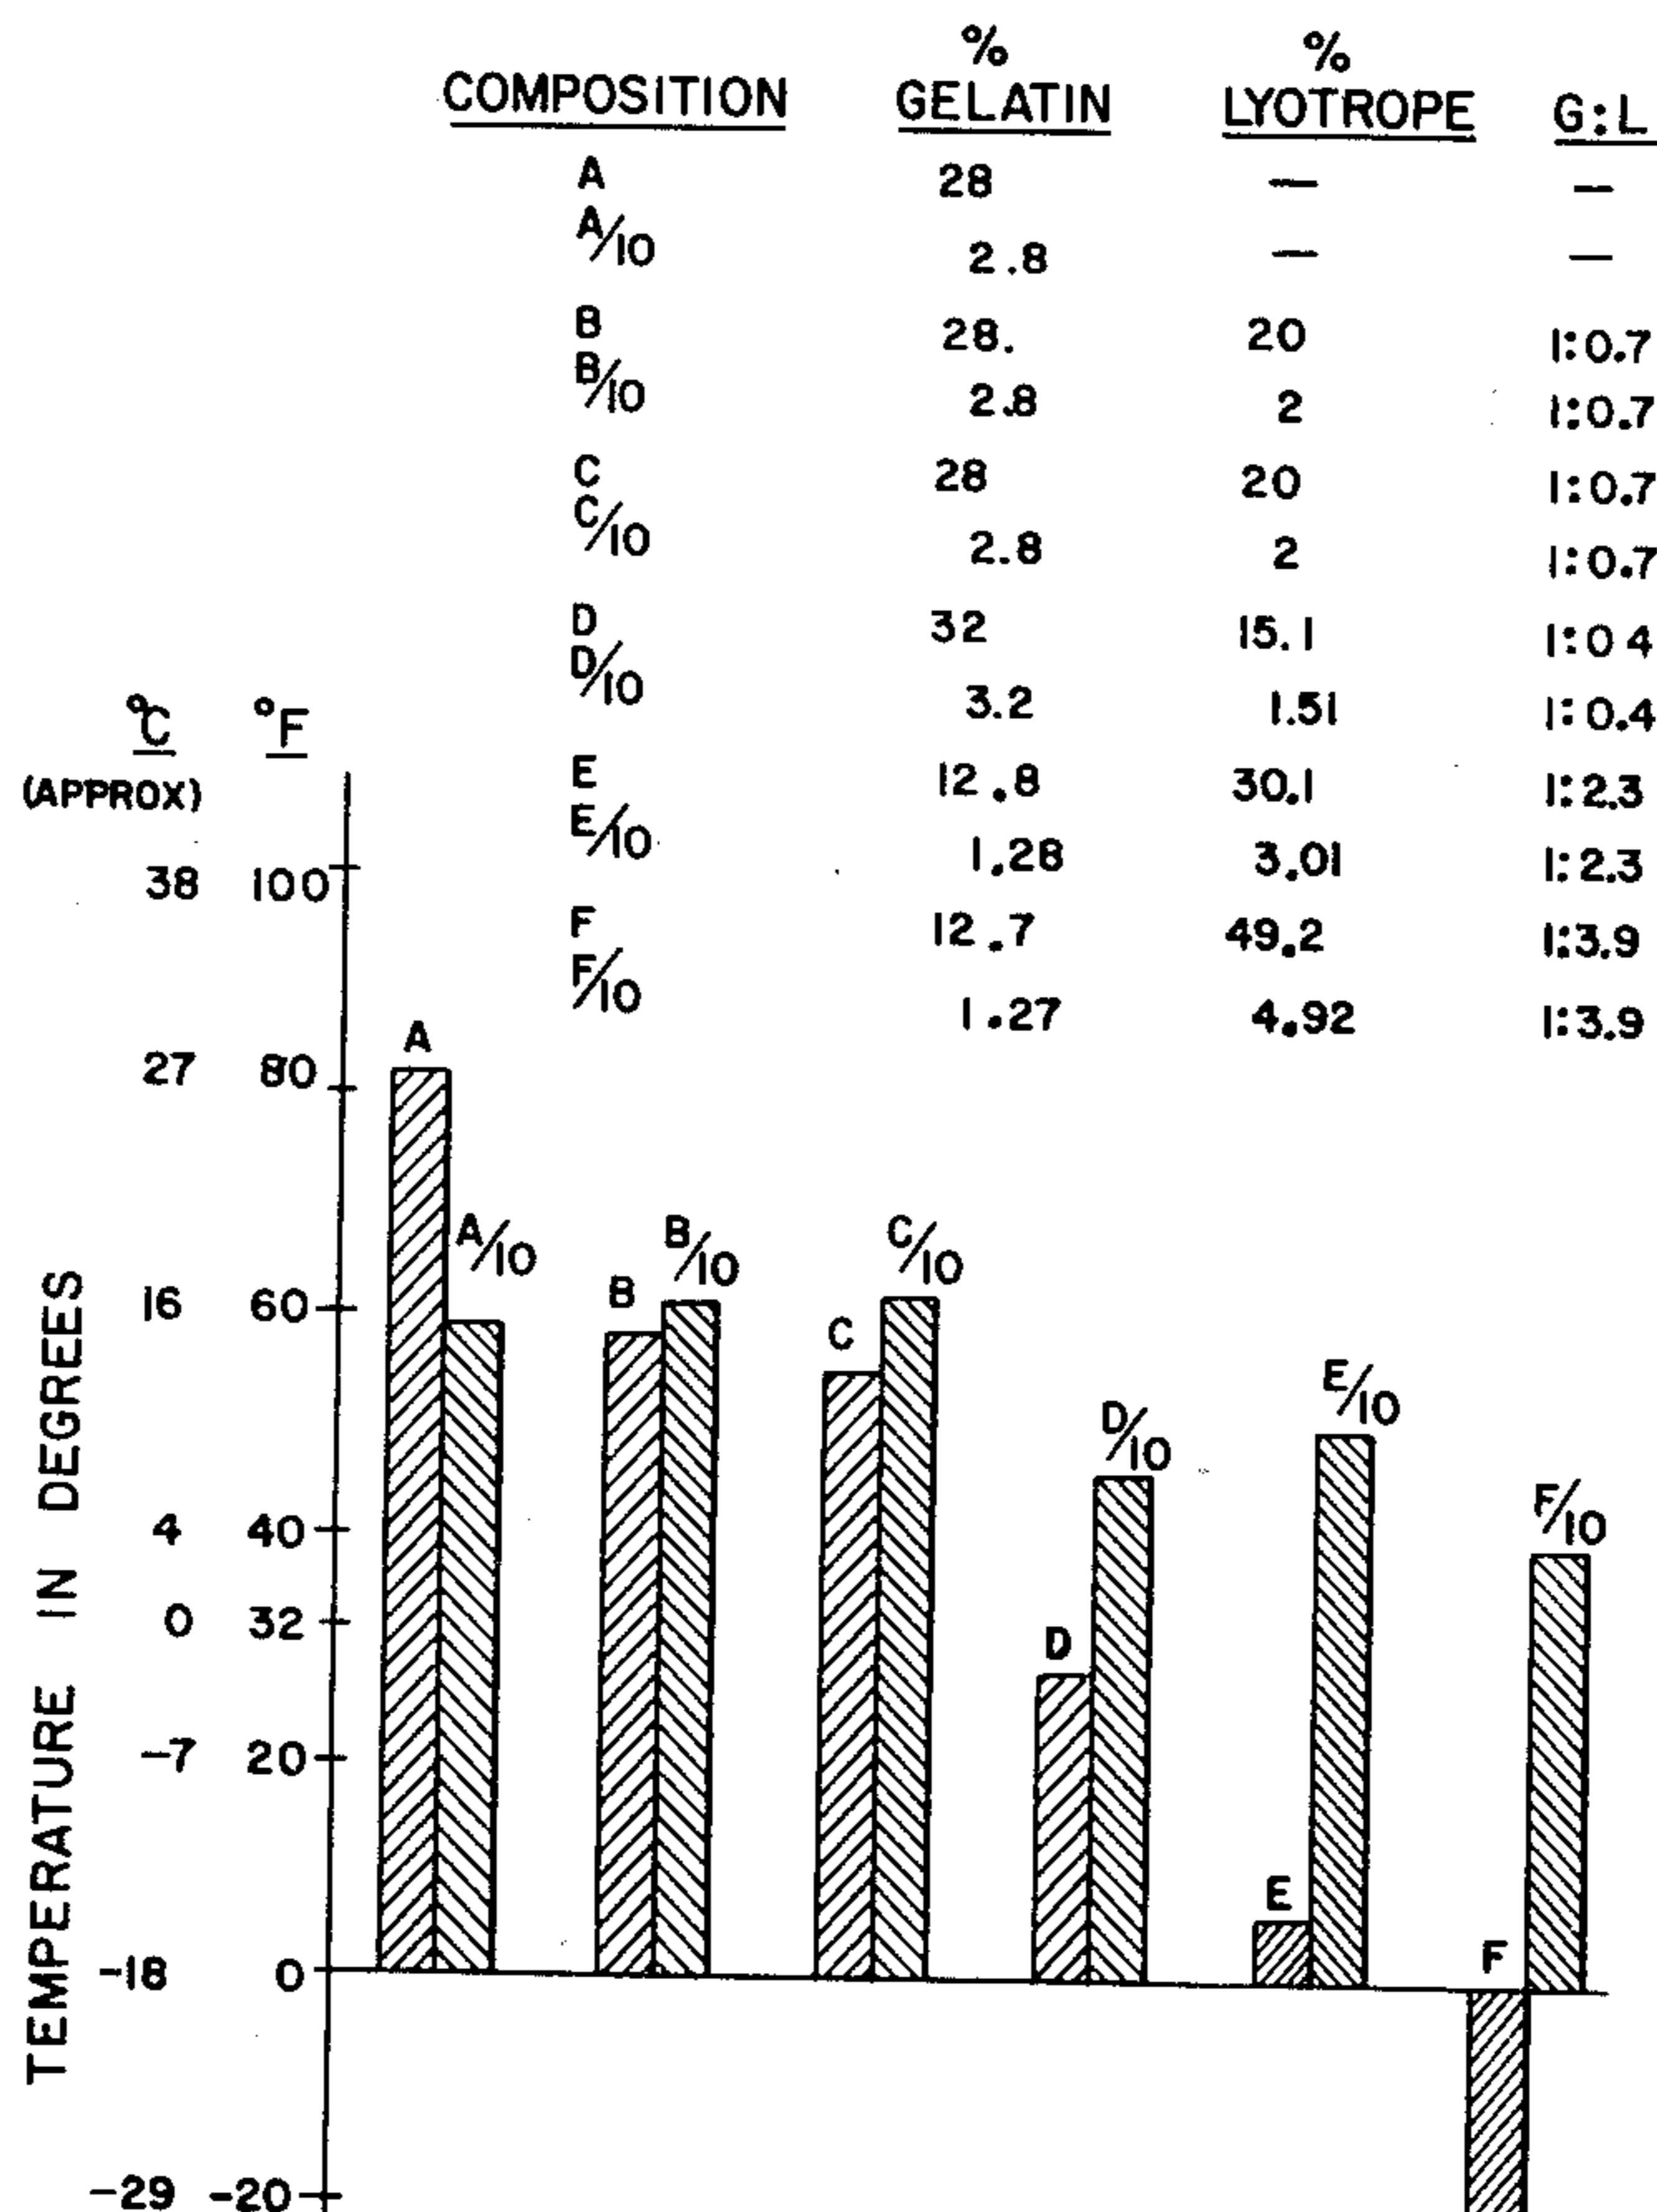 % %
COMPOSITION GELATIN LYOTROPE G:L
A 28 — —
A/10 2.8 — —
B 28. 20 1:0.7
B/10 2.8 2 1:0.7
C 28 20 1:0.7
C/10 2.8 2 1:0.7
D 32 15.1 1:0 4
D/10 3.2 1.51 1:0.4
E 12.8 30.1 1:2.3
E/10 1.28 3.01 1:2.3
F 12.7 49.2 1:3.9
F/10 1.27 4.92 1:3.9
°C °F
(APPROX)
38 100
27 80
16 60
4 40
0 32
-7 20
-18 0
-29 -20
TEMPERATURE IN DEGREES
A
A/10
B
B/10
C
C/10
D
D/10
E
E/10
F
F/10